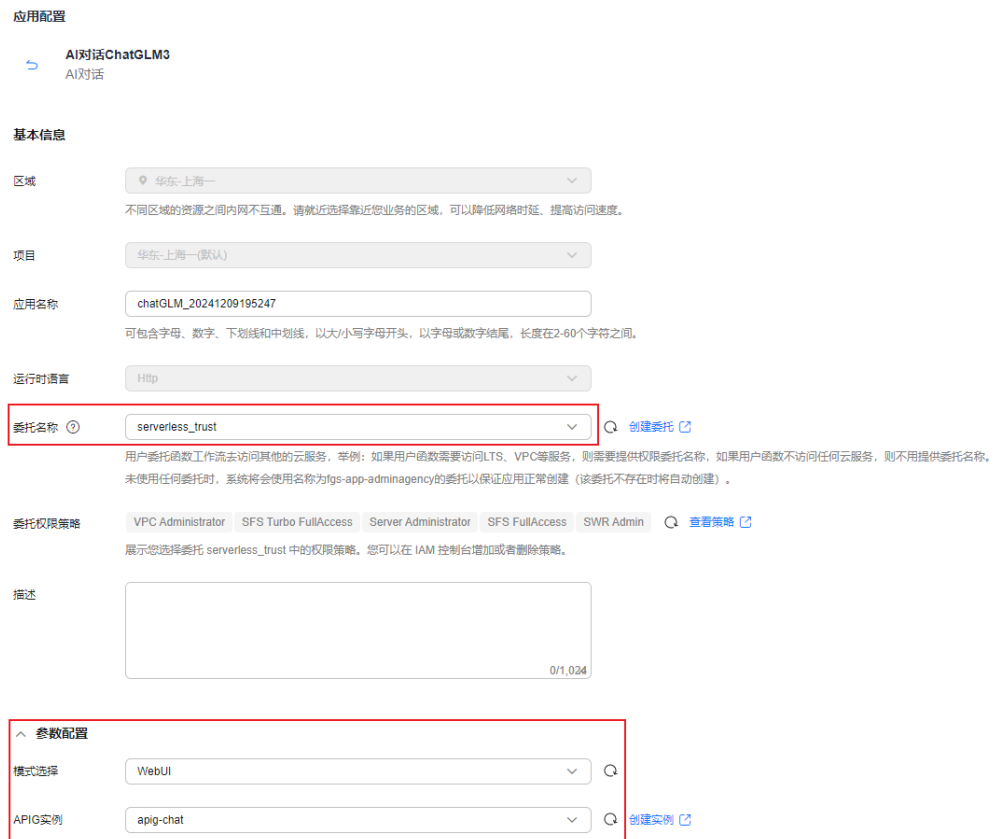 应用配置
AI对话ChatGLM3
AI对话
基本信息
区域
华东-上海一
不同区域的资源之间内网不互通。请就近选择靠近您业务的区域，可以降低网络时延、提高访问速度。
项目
华东-上海一(默认)
应用名称
chatGLM_20241209195247
可包含字母、数字、下划线和中划线，以大/小写字母开头，以字母或数字结尾，长度在2-60个字符之间。
运行时语言
Http
委托名称 ?
serverless_trust
创建委托
用户委托函数工作流去访问其他的云服务，举例：如果用户函数需要访问LTS、VPC等服务，则需要提供权限委托名称，如果用户函数不访问任何云服务，则不用提供委托名称。
未使用任何委托时，系统将会使用名称为fgs-app-adminagency的委托以保证应用正常创建（该委托不存在时将自动创建）。
委托权限策略
VPC Administrator SFS Turbo FullAccess Server Administrator SFS FullAccess SWR Admin
查看策略
展示您选择委托 serverless_trust 中的权限策略。您可以在 IAM 控制台增加或者删除策略。
描述
0/1,024
参数配置
模式选择
WebUI
APIG实例
apig-chat
创建实例